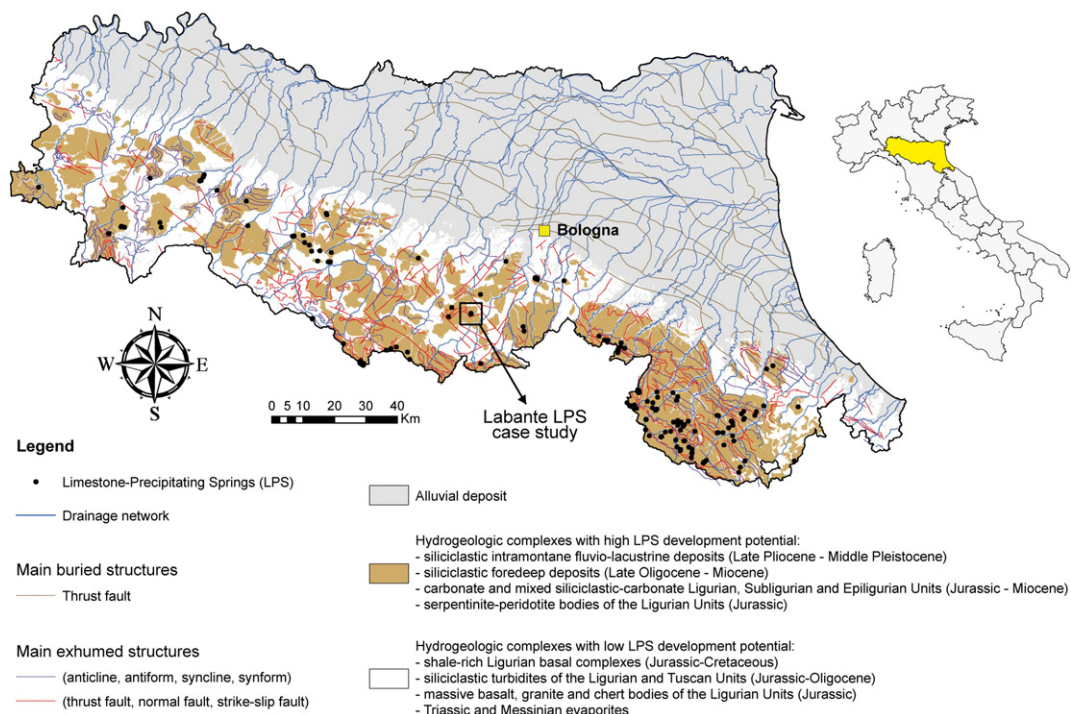 Bologna
N
W
E
S
0 5 10 20 30 40
Km
Labante LPS
case study
Legend
Limestone-Precipitating Springs (LPS)
Drainage network
Main buried structures
Thrust fault
Main exhumed structures
(anticline, antiform, syncline, synform)
(thrust fault, normal fault, strike-slip fault)
Alluvial deposit
Hydrogeologic complexes with high LPS development potential:
- siliciclastic intramontane fluvio-lacustrine deposits (Late Pliocene - Middle Pleistocene)
- siliciclastic foredeep deposits (Late Oligocene - Miocene)
- carbonate and mixed siliciclastic-carbonate Ligurian, Subligurian and Epiligurian Units (Jurassic - Miocene)
- serpentinite-peridotite bodies of the Ligurian Units (Jurassic)
Hydrogeologic complexes with low LPS development potential:
- shale-rich Ligurian basal complexes (Jurassic-Cretaceous)
- siliciclastic turbidites of the Ligurian and Tuscan Units (Jurassic-Oligocene)
- massive basalt, granite and chert bodies of the Ligurian Units (Jurassic)
- Triassic and Messinian evaporites